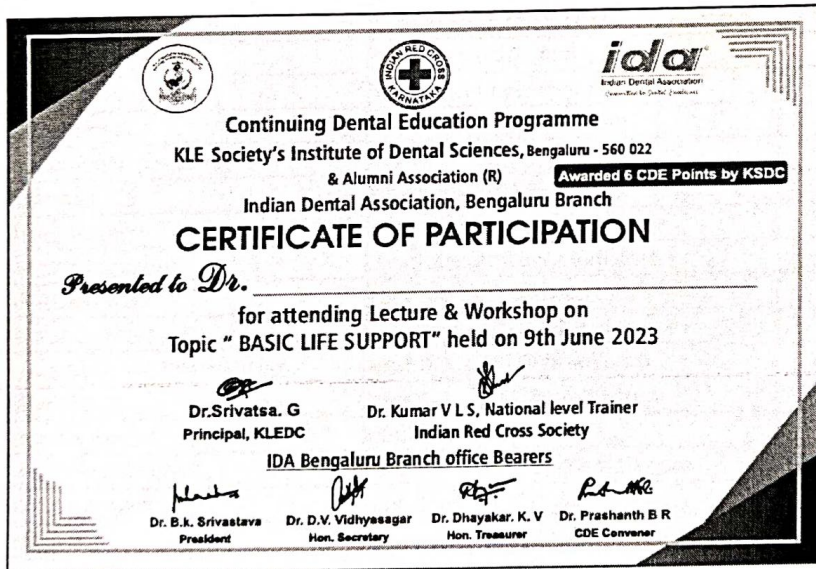 INDIAN RED CROSS
KARNATAKA
ida
Indian Dental Association
Continuing Dental Education Programme
KLE Society's Institute of Dental Sciences, Bengaluru - 560 022
& Alumni Association (R)
Awarded 6 CDE Points by KSDC
Indian Dental Association, Bengaluru Branch
CERTIFICATE OF PARTICIPATION
Presented to Dr.
for attending Lecture & Workshop on
Topic " BASIC LIFE SUPPORT" held on 9th June 2023
Dr.Srivatsa. G Dr. Kumar V L S, National level Trainer
Principal, KLEDC Indian Red Cross Society
IDA Bengaluru Branch office Bearers
Dr. B.k. Srivastava Dr. D.V. Vidhyasagar Dr. Dhayakar. K. V Dr. Prashanth B R
President Hon. Secretary Hon. Treasurer CDE Convener